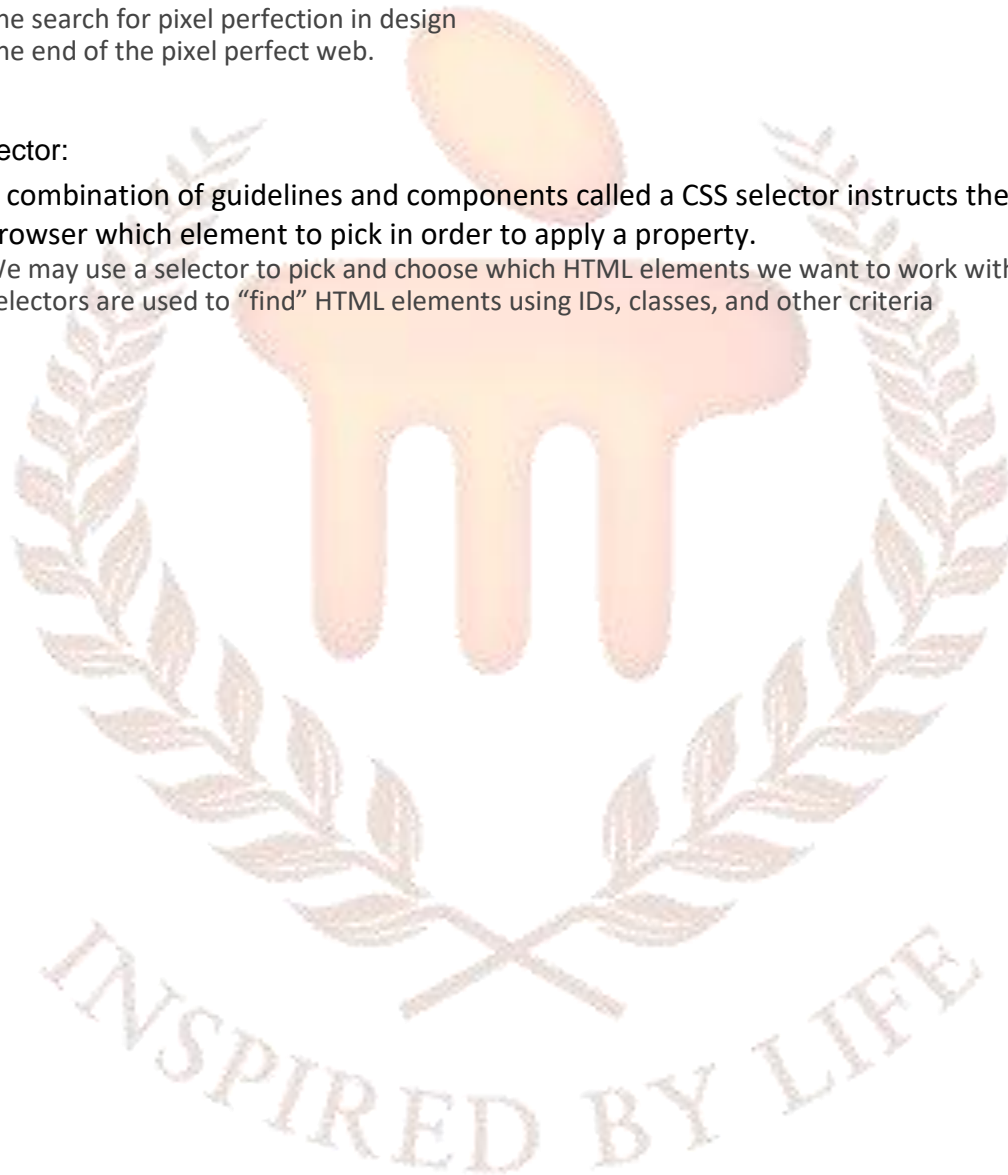 he search for pixel perfection in design
he end of the pixel perfect web.
ector:
combination of guidelines and components called a CSS selector instructs the
rowser which element to pick in order to apply a property.
We may use a selector to pick and choose which HTML elements we want to work with
electors are used to “find” HTML elements using IDs, classes, and other criteria
INSPIRED BY LIFE